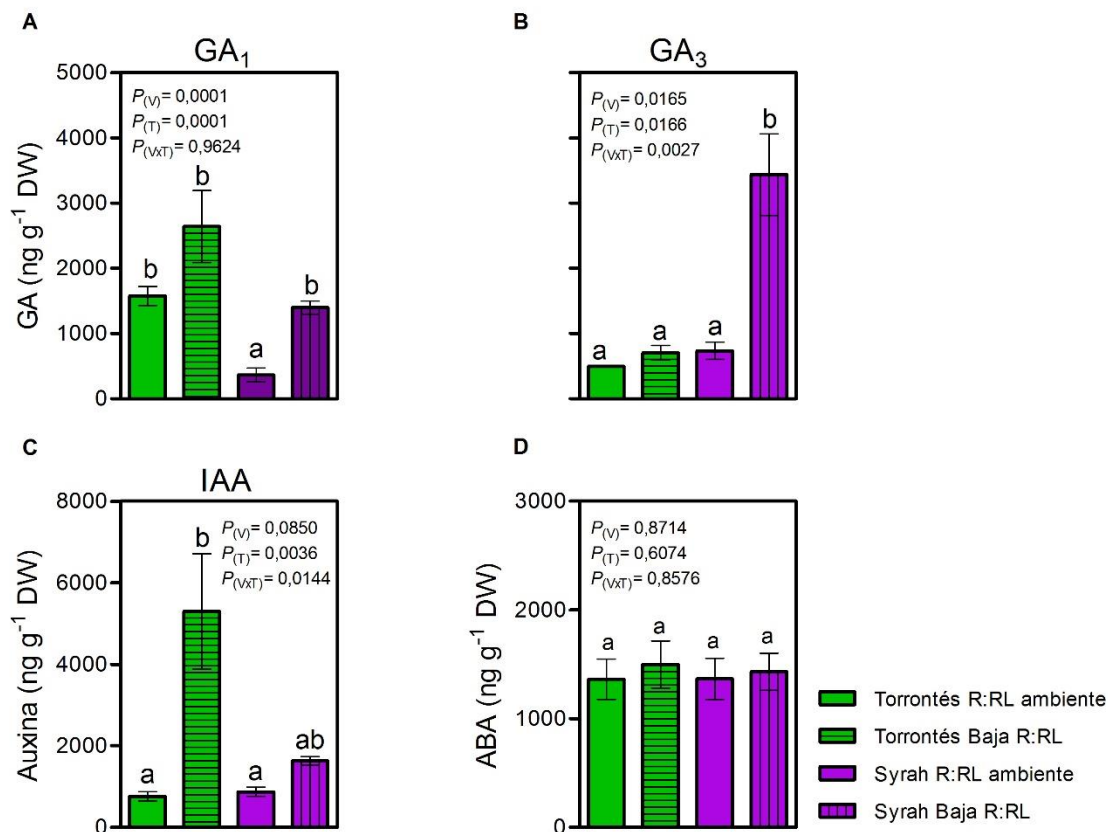 A
GA₁
5000
4000
3000
2000
1000
0
GA (ng g⁻¹ DW)
P(V)= 0,0001
P(T)= 0,0001
P(VxT)= 0,9624
b
b
a
b
B
GA₃
P(V)= 0,0165
P(T)= 0,0166
P(VxT)= 0,0027
a
a
a
b
C
IAA
8000
6000
4000
2000
0
Auxina (ng g⁻¹ DW)
P(V)= 0,0850
P(T)= 0,0036
P(VxT)= 0,0144
a
b
a
ab
D
3000
2000
1000
0
ABA (ng g⁻¹ DW)
P(V)= 0,8714
P(T)= 0,6074
P(VxT)= 0,8576
a
a
a
a
Torrontés R:RL ambiente
Torrontés Baja R:RL
Syrah R:RL ambiente
Syrah Baja R:RL